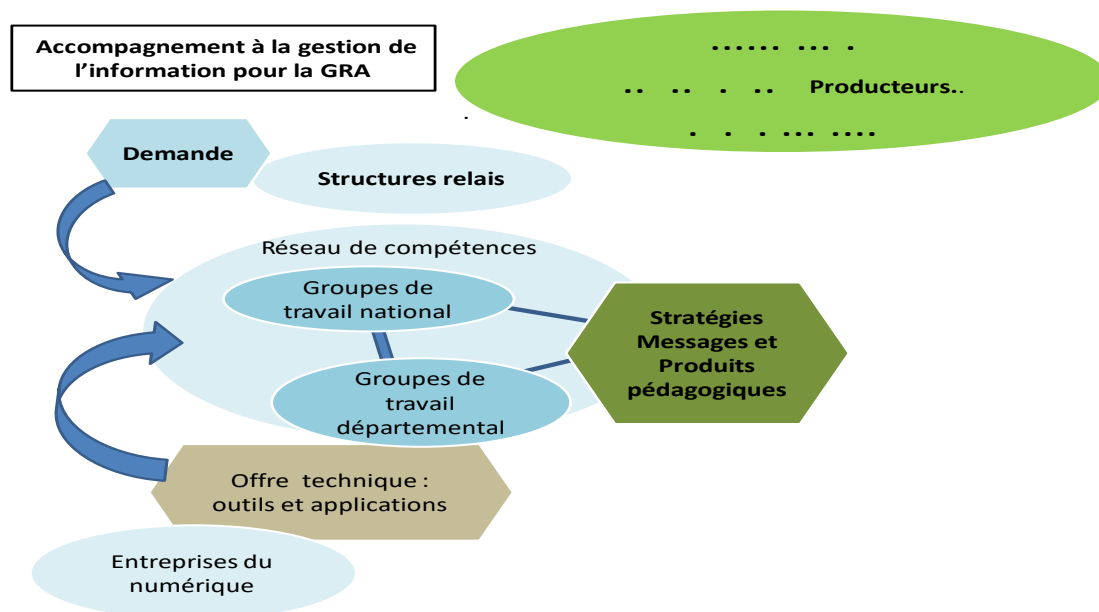 Accompagnement à la gestion de
l’information pour la GRA
...... ... .
.. .. . .. Producteurs..
. . . ... ....
.
Demande
Structures relais
Réseau de compétences
Groupes de
travail national
Stratégies
Messages et
Produits
pédagogiques
Groupes de
travail
départemental
Offre technique :
outils et applications
Entreprises du
numérique